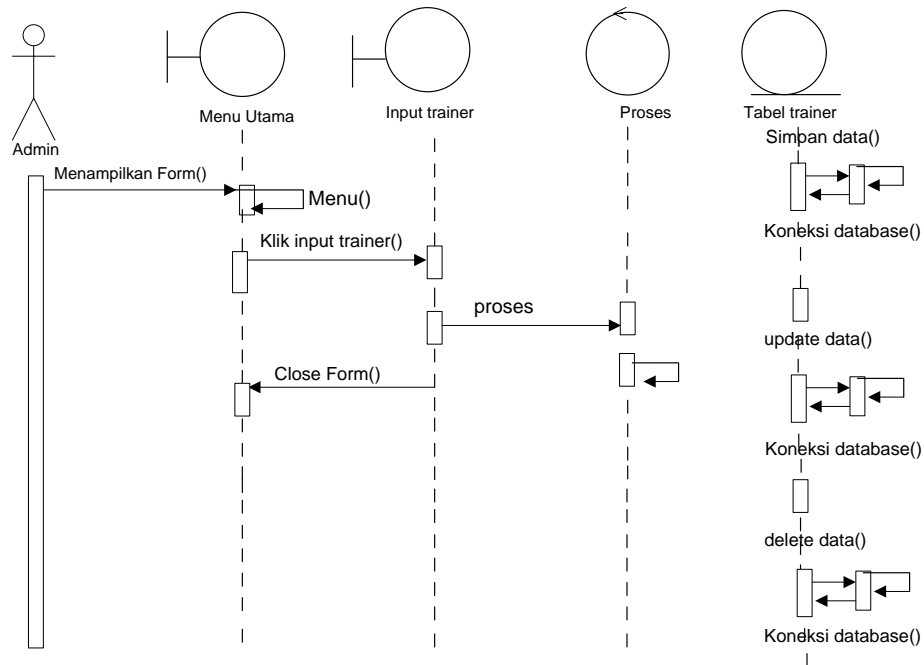 Menu Utama
Input trainer
Proses
Tabel trainer
Admin
Simpan data()
Menampilkan Form()
Menu()
Koneksi database()
Klik input trainer()
proses
update data()
Close Form()
Koneksi database()
delete data()
Koneksi database()